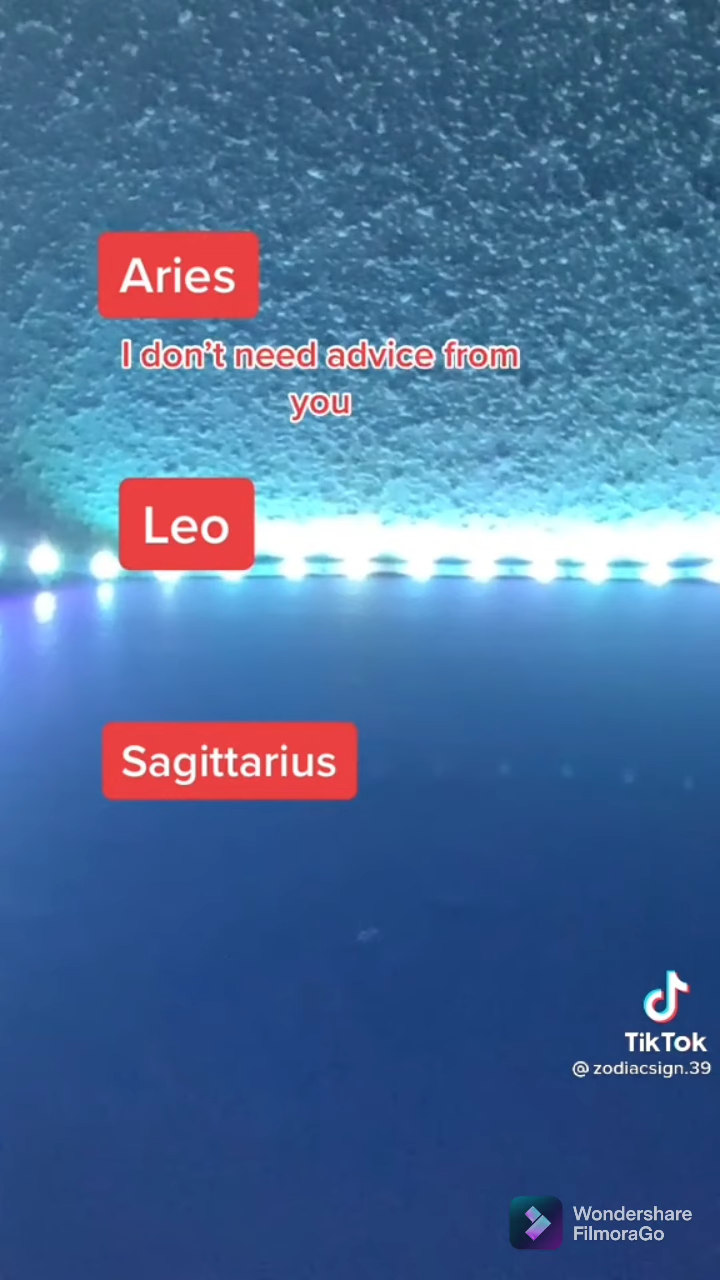 Aries
I don't need advice from
you
Leo
Sagittarius
TikTok
@zodiacsign.39
Wondershare
FilmoraGo